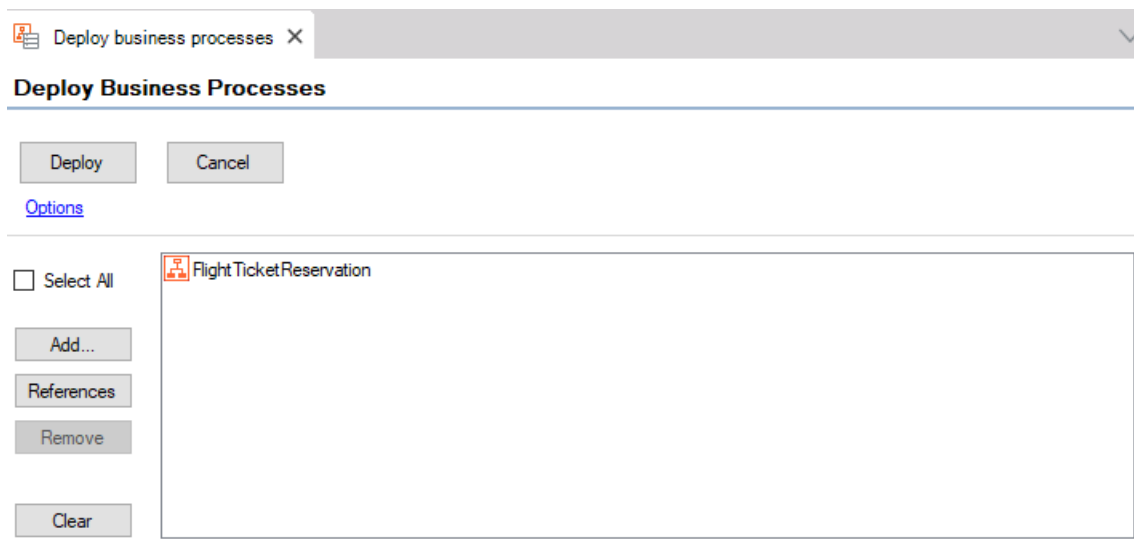 Deploy business processes
Deploy Business Processes
Deploy
Cancel
Options
Select All
FlightTicketReservation
Add...
References
Remove
Clear